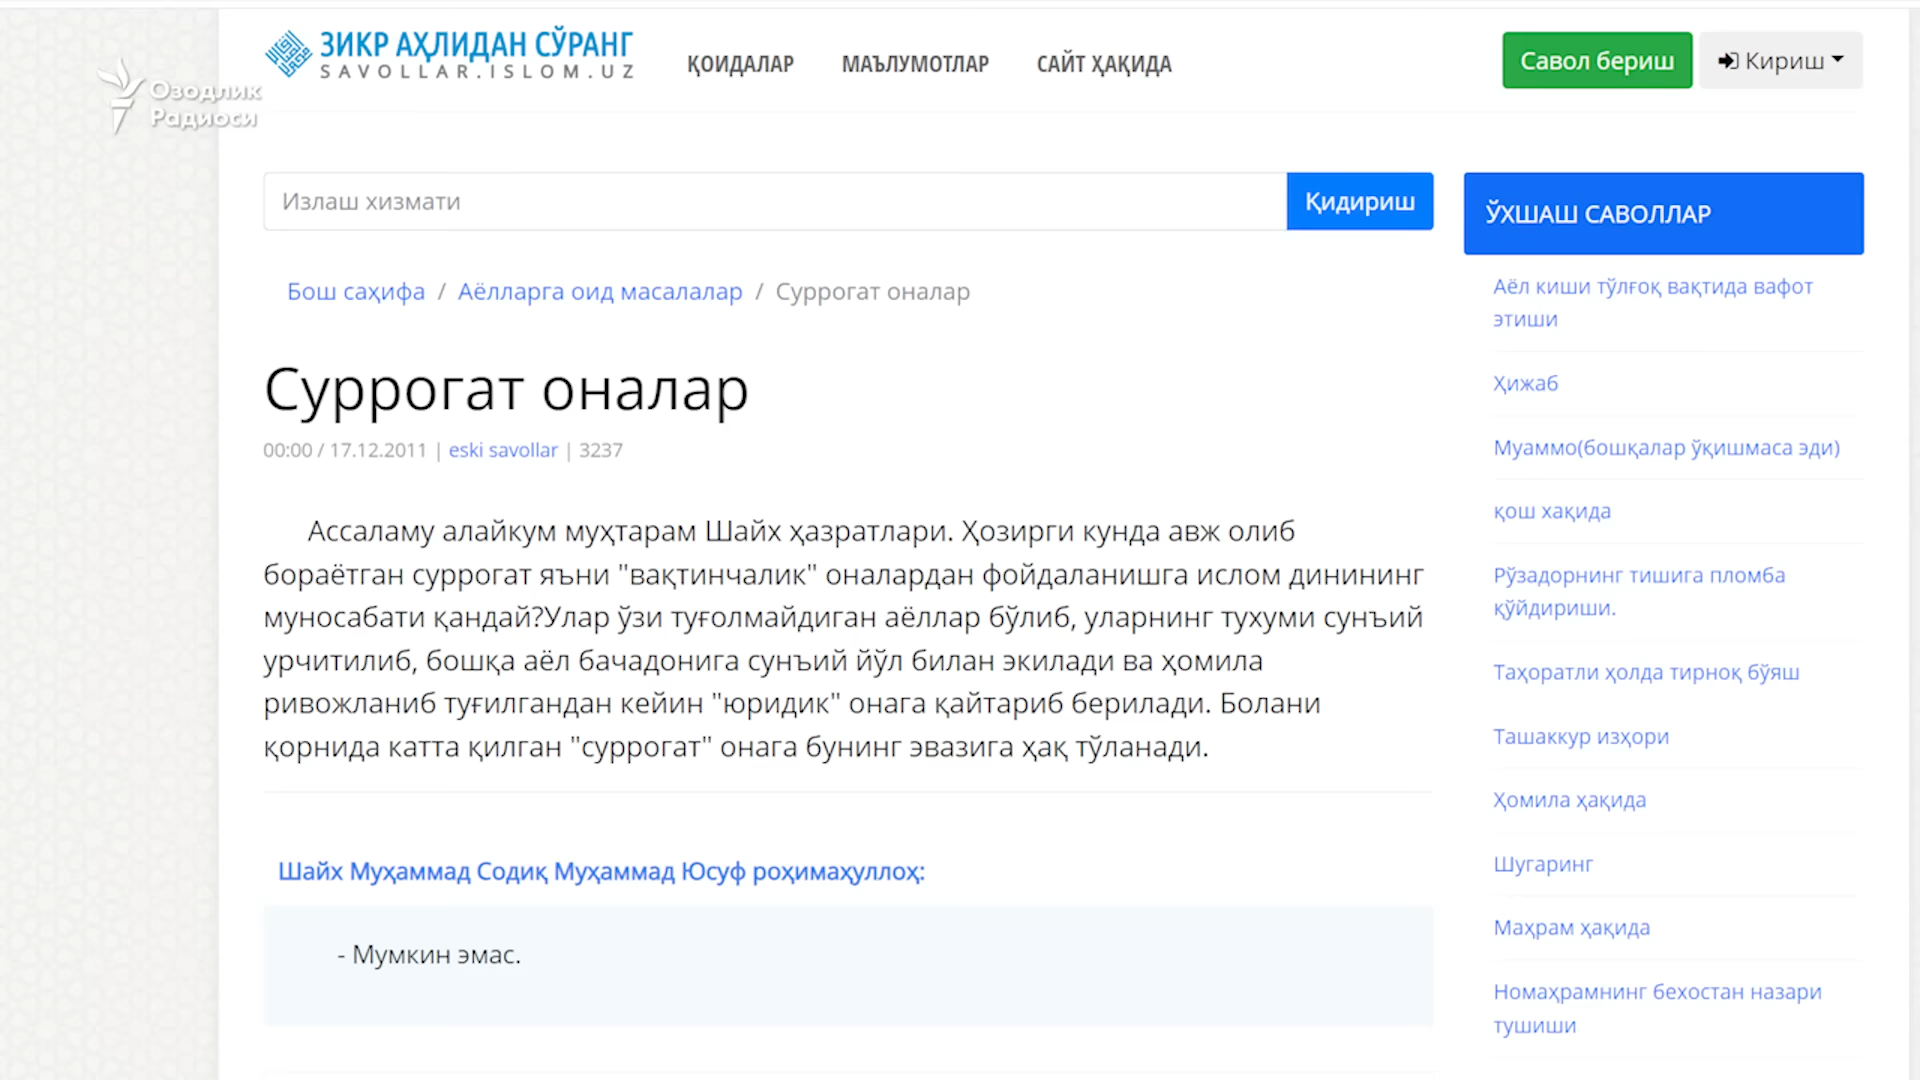 ЗИКР АҲЛИДАН СЎРАНГ
SAVOLLAR.ISLOM.UZ
ҚОИДАЛАР
МАЪЛУМОТЛАР
САЙТ ҲАҚИДА
Савол бериш
Кириш
Озодлик
Радиоси
Излаш хизмати
Қидириш
Бош саҳифа / Аёлларга оид масалалар / Суррогат оналар
Суррогат оналар
00:00 / 17.12.2011 | eski savollar | 3237
Ассаламу алайкум муҳтарам Шайх ҳазратлари. Ҳозирги кунда авж олиб
бораётган суррогат яъни "вақтинчалик" оналардан фойдаланишга ислом динининг
муносабати қандай?Улар ўзи туғолмайдиган аёллар бўлиб, уларнинг тухуми сунъий
урчитилиб, бошқа аёл бачадонига сунъий йўл билан экилади ва ҳомила
ривожланиб туғилгандан кейин "юридик" онага қайтариб берилади. Болани
қорнида катта қилган "суррогат" онага бунинг эвазига ҳақ тўланади.
Шайх Муҳаммад Содиқ Муҳаммад Юсуф роҳимаҳуллоҳ:
- Мумкин эмас.
ЎХШАШ САВОЛЛАР
Аёл киши тўлғоқ вақтида вафот
этиши
Ҳижаб
Муаммо(бошқалар ўқишмаса эди)
қош хақида
Рўзадорнинг тишига пломба
қўйдириши.
Таҳоратли ҳолда тирноқ бўяш
Ташаккур изҳори
Ҳомила ҳақида
Шугаринг
Маҳрам ҳақида
Номаҳрамнинг бехостан назари
тушиши